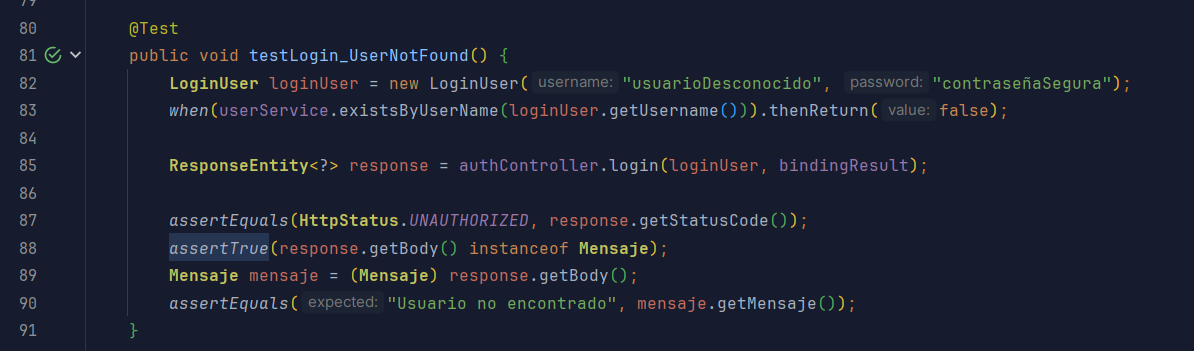 79
80 @Test
81 public void testLogin_UserNotFound() {
82 LoginUser loginUser = new LoginUser( username: "usuarioDesconocido", password: "contraseñaSegura");
83 when(userService.existsByUserName(loginUser.getUsername())).thenReturn( value: false);
84
85 ResponseEntity<?> response = authController.login(loginUser, bindingResult);
86
87 assertEquals(HttpStatus.UNAUTHORIZED, response.getStatusCode());
88 assertTrue(response.getBody() instanceof Mensaje);
89 Mensaje mensaje = (Mensaje) response.getBody();
90 assertEquals( expected: "Usuario no encontrado", mensaje.getMensaje());
91 }